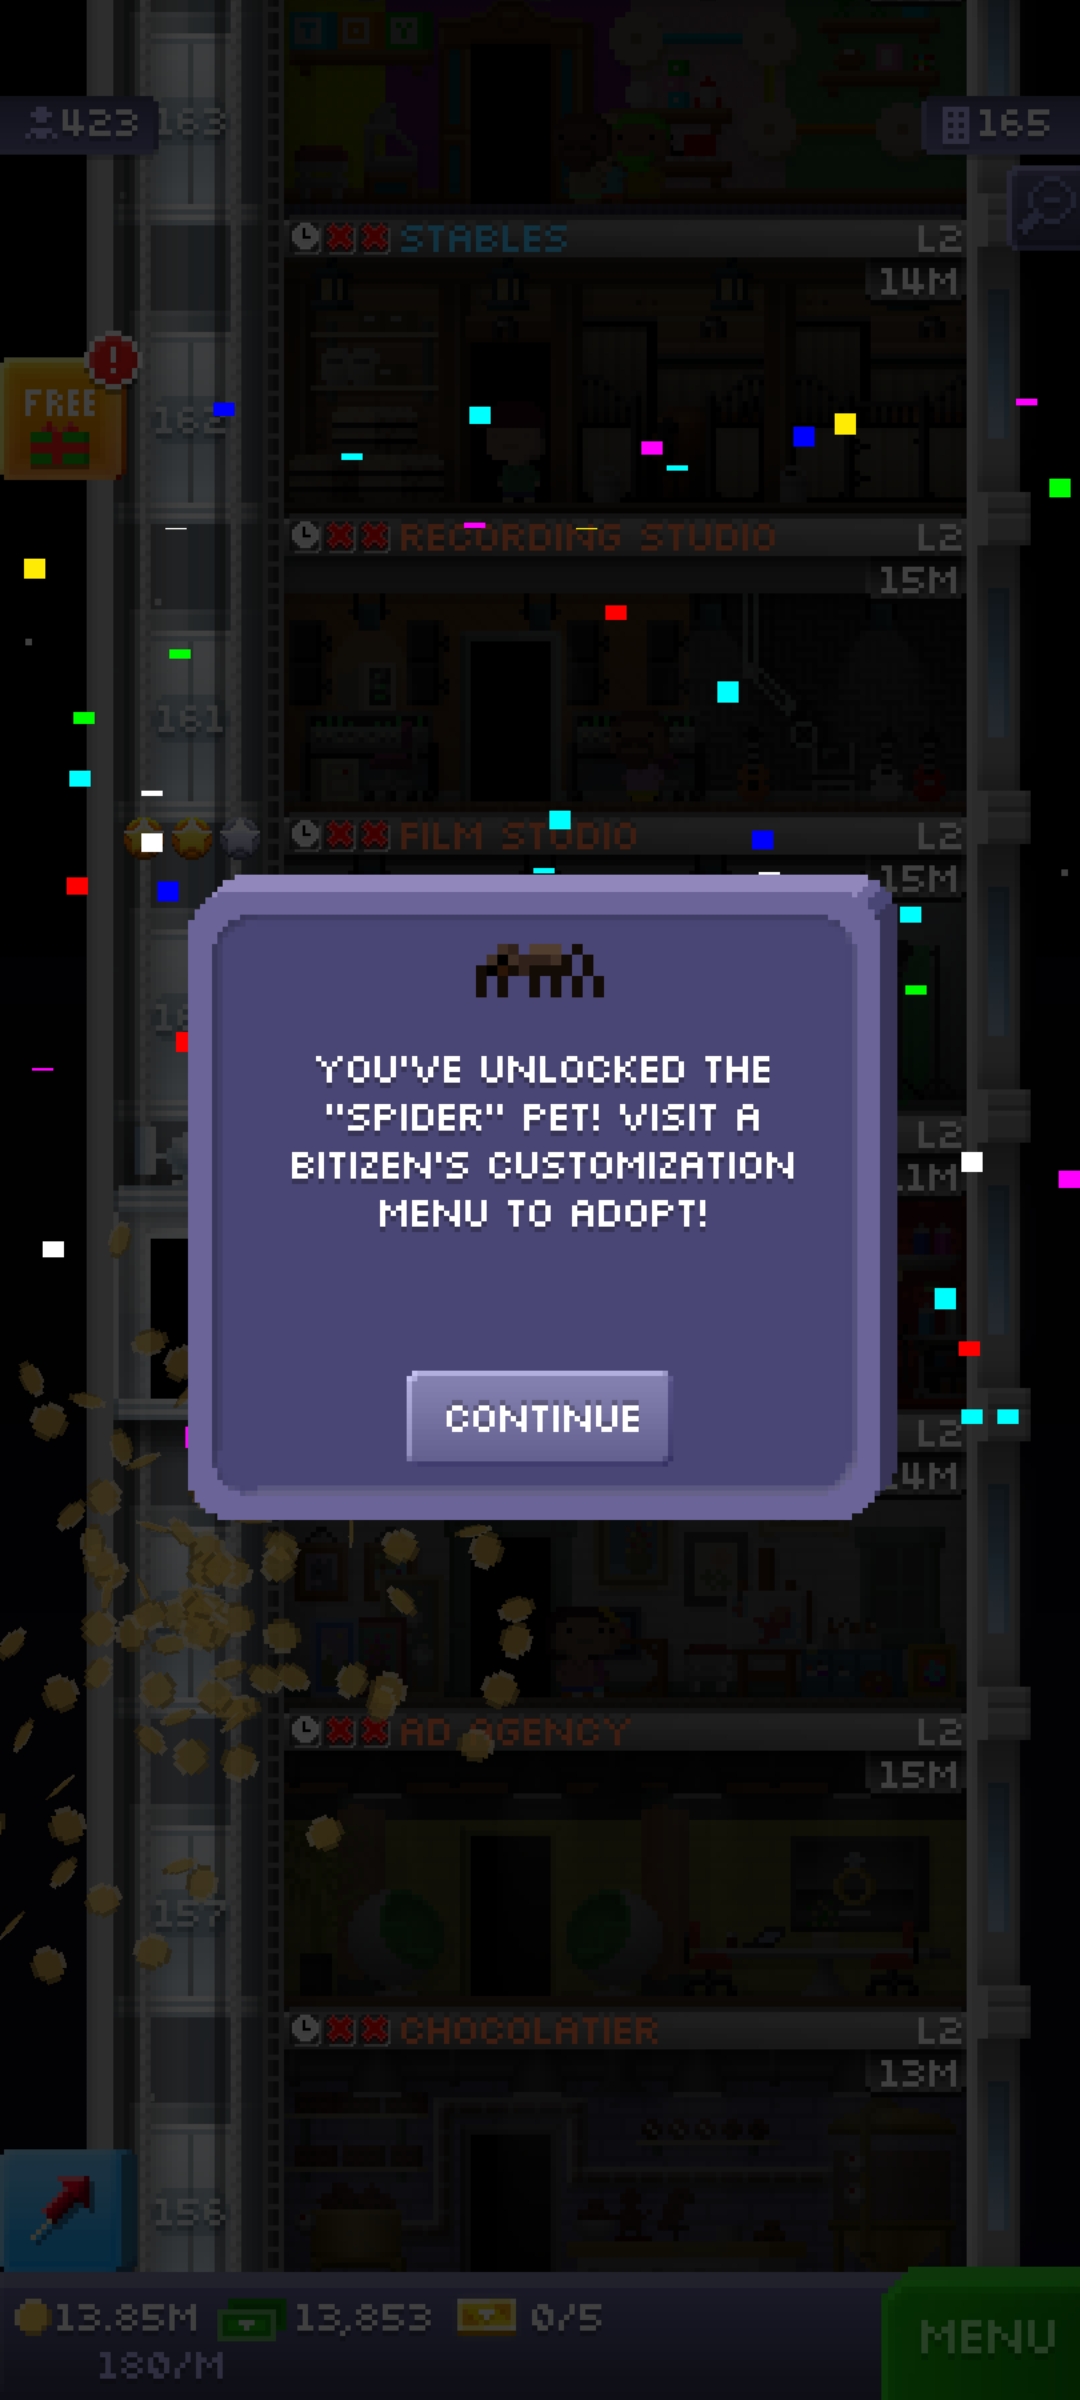 TOY
423
163
165
STABLES L2
14M
FREE
162
RECORDING STUDIO L2
15M
161
FILM STUDIO L2
15M
YOU'VE UNLOCKED THE
"SPIDER" PET! VISIT A
BITIZEN'S CUSTOMIZATION
MENU TO ADOPT!
L2
L2
CONTINUE
AD AGENCY L2
15M
157
CHOCOLATIER L2
13M
156
13.85M 13,853 0/5
180/M
MENU